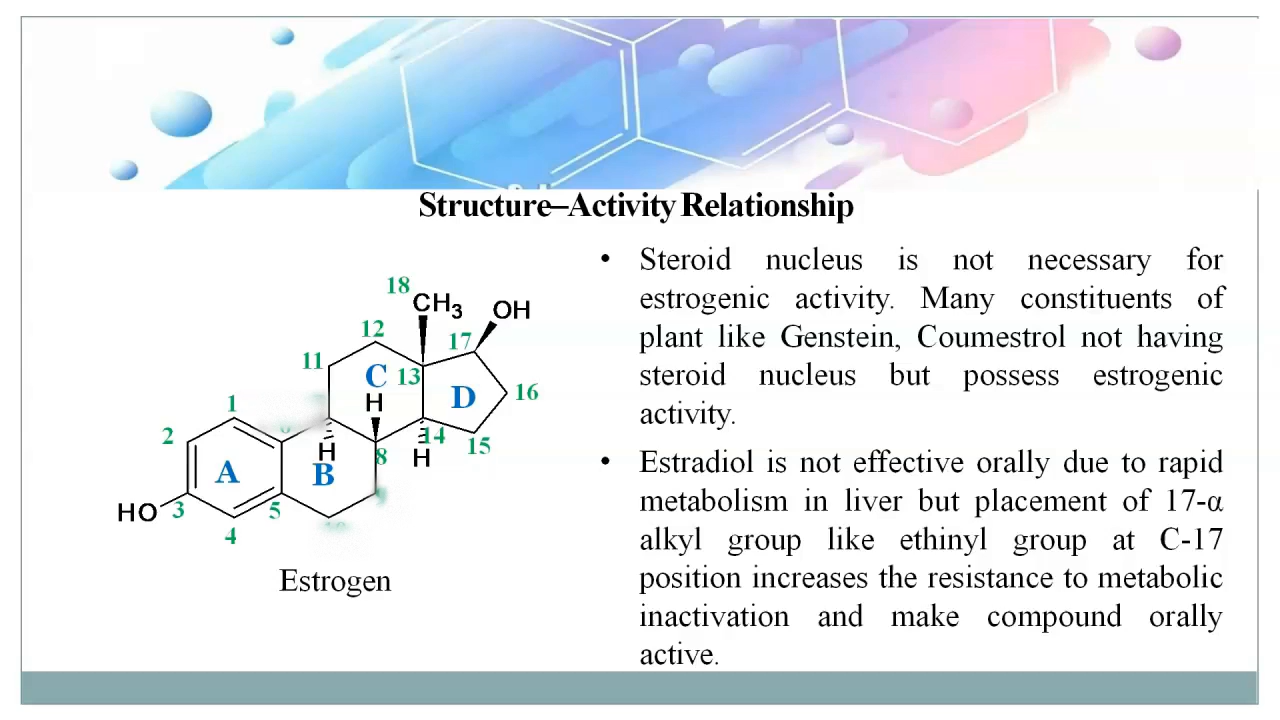 Structure–Activity Relationship
18
CH3
OH
12
17
11
C
13
16
H
D
1
2
14
15
H
8
H
A
B
HO
3
5
4
Estrogen
• Steroid nucleus is not necessary for
estrogenic activity. Many constituents of
plant like Genstein, Coumestrol not having
steroid nucleus but possess estrogenic
activity.
• Estradiol is not effective orally due to rapid
metabolism in liver but placement of 17-α
alkyl group like ethinyl group at C-17
position increases the resistance to metabolic
inactivation and make compound orally
active.